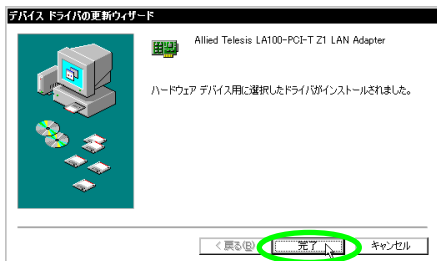 デバイス ドライバの更新ウィザード
Allied Telesis LA100-PCI-T Z1 LAN Adapter
ハードウェア デバイス用に選択したドライバがインストールされました。
< 戻る(B)
完了
キャンセル